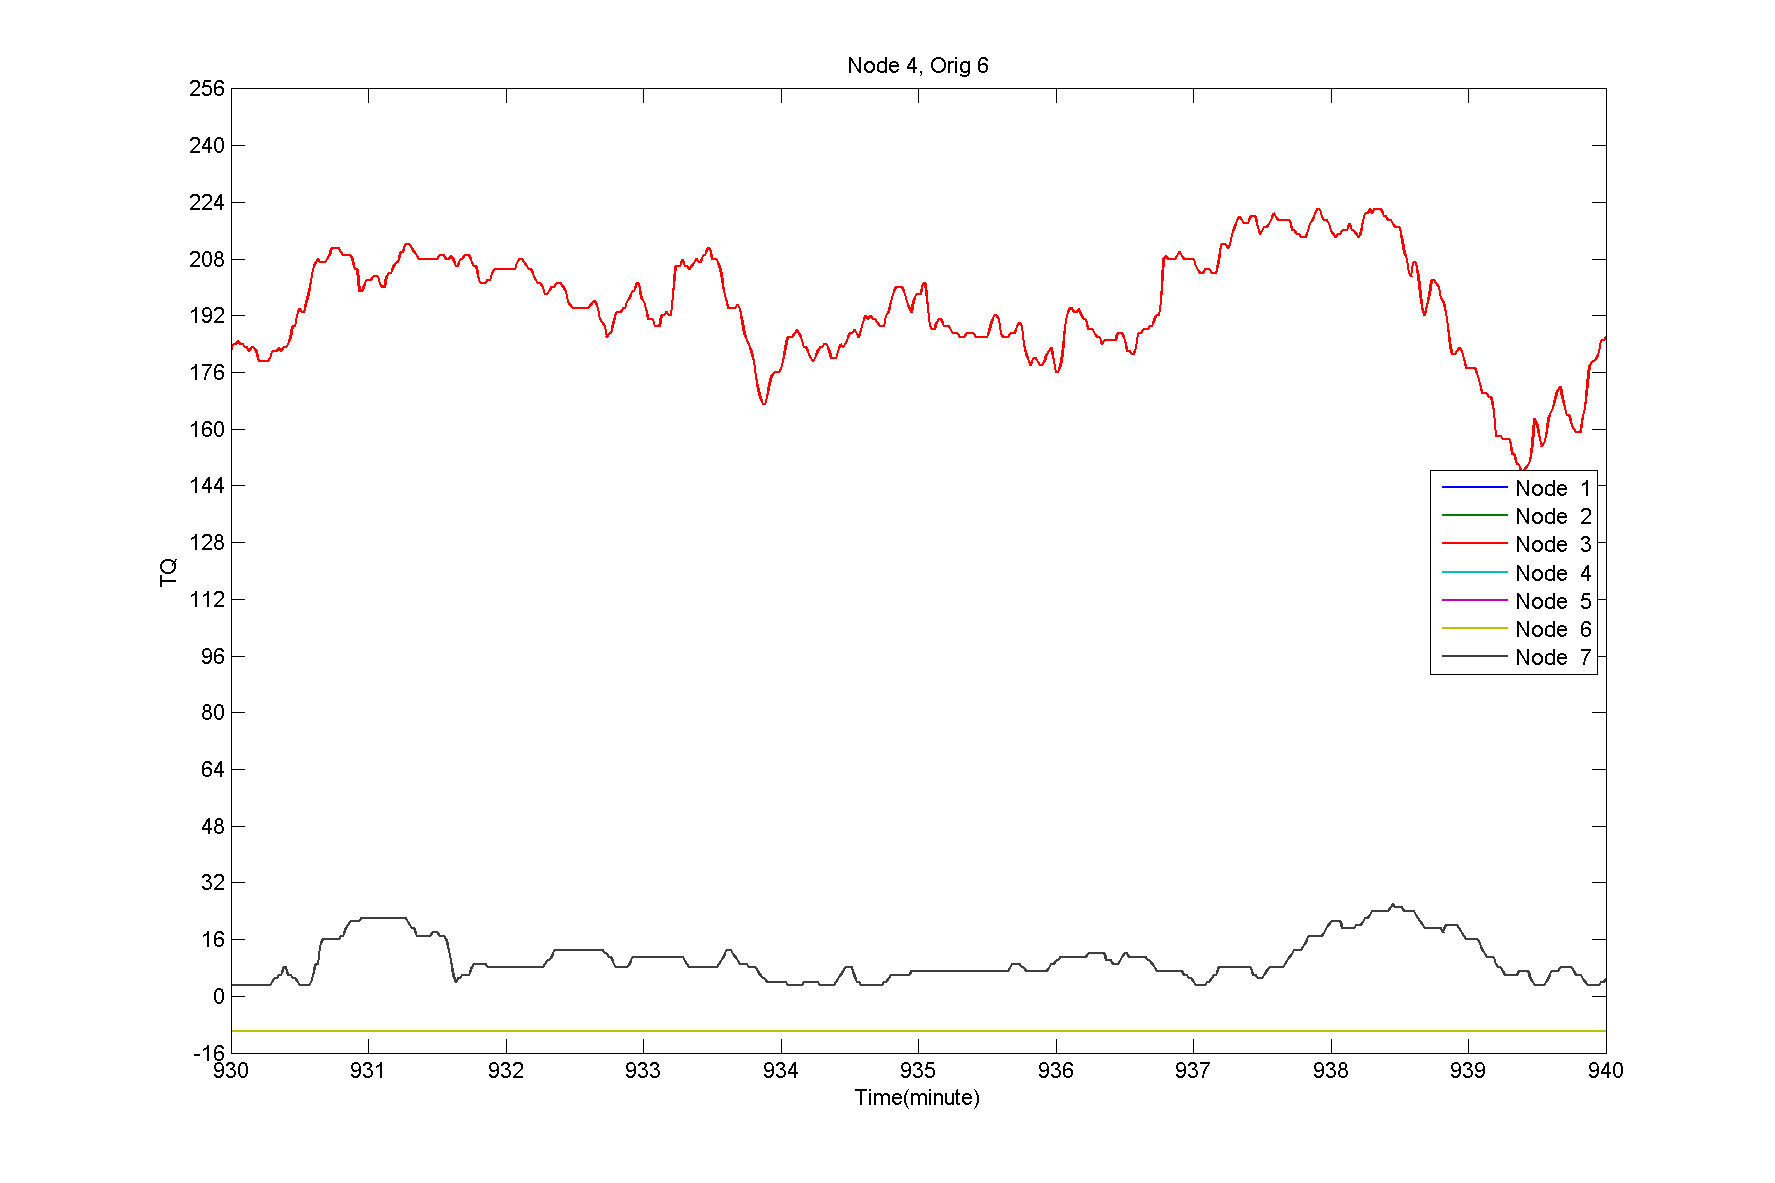 Node 4, Orig 6
256
240
224
208
192
176
160
144
128
112
96
80
64
48
32
16
0
-16
TQ
Node 1
Node 2
Node 3
Node 4
Node 5
Node 6
Node 7
930 931 932 933 934 935 936 937 938 939 940
Time(minute)